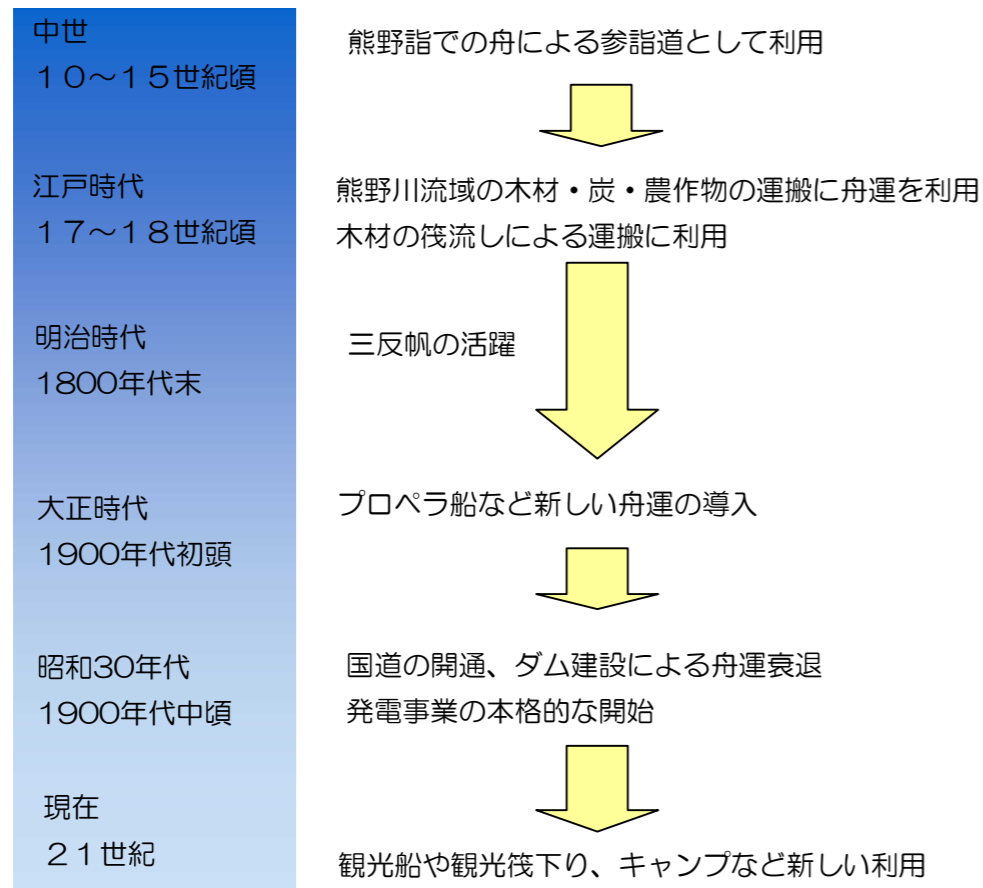 中世
10～15世紀頃
熊野詣での舟による参詣道として利用
江戸時代
17～18世紀頃
熊野川流域の木材・炭・農作物の運搬に舟運を利用
木材の筏流しによる運搬に利用
明治時代
1800年代末
三反帆の活躍
大正時代
1900年代初頭
プロペラ船など新しい舟運の導入
昭和30年代
1900年代中頃
国道の開通、ダム建設による舟運衰退
発電事業の本格的な開始
現在
21世紀
観光船や観光筏下り、キャンプなど新しい利用